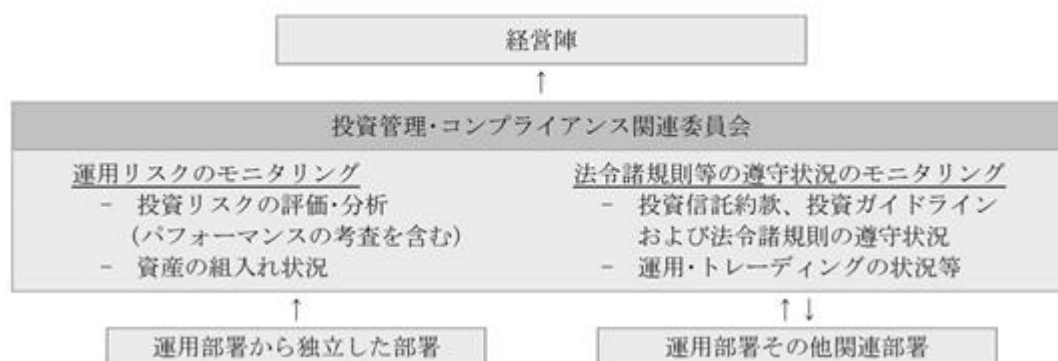 経営陣
↑
投資管理・コンプライアンス関連委員会
運用リスクのモニタリング
- 投資リスクの評価・分析
(パフォーマンスの考査を含む)
- 資産の組入れ状況
法令諸規則等の遵守状況のモニタリング
- 投資信託約款、投資ガイドライン
および法令諸規則の遵守状況
- 運用・トレーディングの状況等
↑
↑↓
運用部署から独立した部署
運用部署その他関連部署